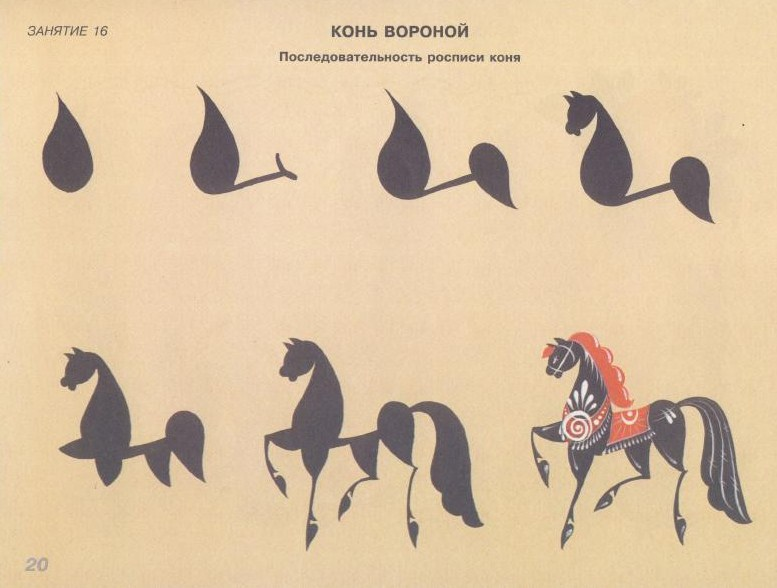 ЗАНЯТИЕ 16
КОНЬ ВОРОНОЙ
Последовательность росписи коня
20